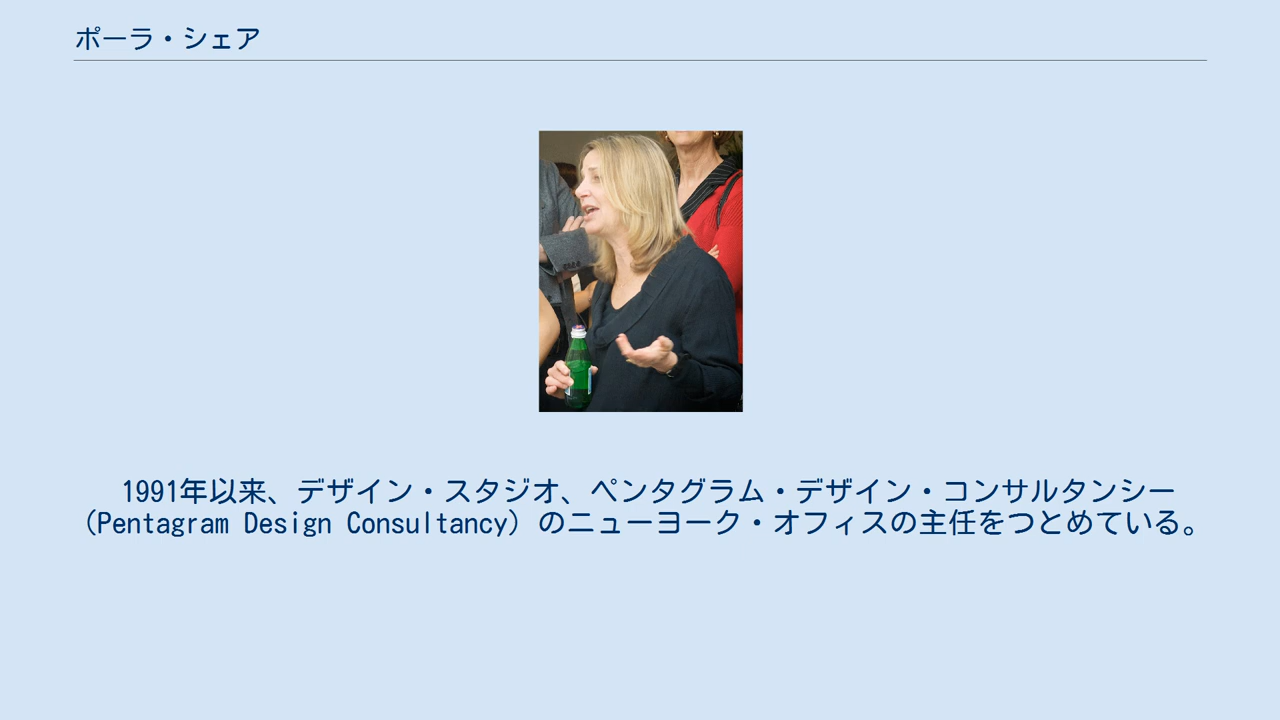 ポーラ・シェア
1991年以来、デザイン・スタジオ、ペンタグラム・デザイン・コンサルタンシー
（Pentagram Design Consultancy）のニューヨーク・オフィスの主任をつとめている。